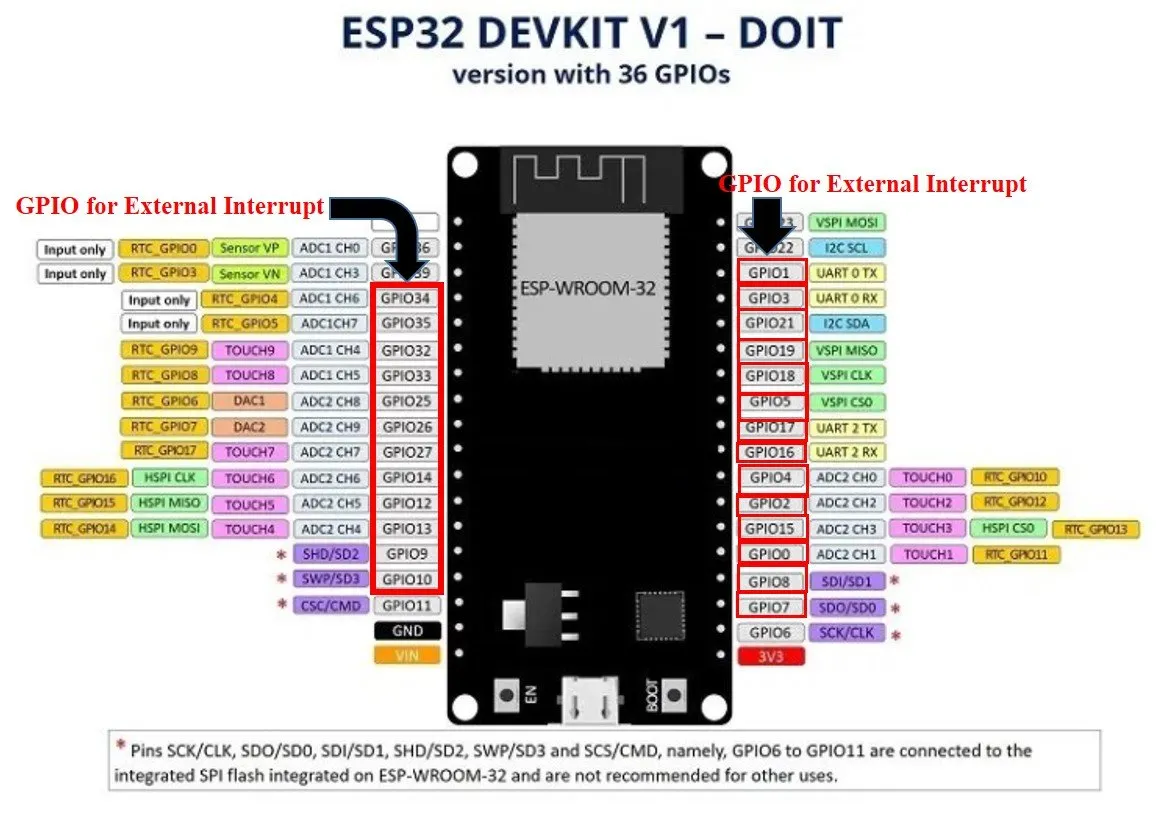 ESP32 DEVKIT V1 – DOIT
version with 36 GPIOs
GPIO for External Interrupt
GPIO for External Interrupt
VSPI MOSI
Input only RTC_GPIO0 Sensor VP ADC1 CH0
I2C SCL
Input only RTC_GPIO3 Sensor VN ADC1 CH3
GPIO1 UART 0 TX
Input only RTC_GPIO4 ADC1 CH6 GPIO34
GPIO3 UART 0 RX
Input only RTC_GPIO5 ADC1CH7 GPIO35
GPIO21 I2C SDA
RTC_GPIO9 TOUCH9 ADC1 CH4 GPIO32
GPIO19 VSPI MISO
RTC_GPIO8 TOUCH8 ADC1 CH5 GPIO33
GPIO18 VSPI CLK
RTC_GPIO6 DAC1 ADC2 CH8 GPIO25
GPIO5 VSPI CS0
RTC_GPIO7 DAC2 ADC2 CH9 GPIO26
GPIO17 UART 2 TX
RTC_GPIO17 TOUCH7 ADC2 CH7 GPIO27
GPIO16 UART 2 RX
RTC_GPIO16 HSPI CLK TOUCH6 ADC2 CH6 GPIO14
GPIO4 ADC2 CH0 TOUCH0 RTC_GPIO10
RTC_GPIO15 HSPI MISO TOUCH5 ADC2 CH5 GPIO12
GPIO2 ADC2 CH2 TOUCH2 RTC_GPIO12
RTC_GPIO14 HSPI MOSI TOUCH4 ADC2 CH4 GPIO13
GPIO15 ADC2 CH3 TOUCH3 HSPI CS0 RTC_GPIO13
* SHD/SD2 GPIO9
GPIO0 ADC2 CH1 TOUCH1 RTC_GPIO11
* SWP/SD3 GPIO10
GPIO8 SDI/SD1 *
* CSC/CMD GPIO11
GPIO7 SDO/SD0 *
GND
GPIO6 SCK/CLK *
VIN
3V3
ESP-WROOM-32
EN
BOOT
* Pins SCK/CLK, SDO/SD0, SDI/SD1, SHD/SD2, SWP/SD3 and SCS/CMD, namely, GPIO6 to GPIO11 are connected to the
integrated SPI flash integrated on ESP-WROOM-32 and are not recommended for other uses.